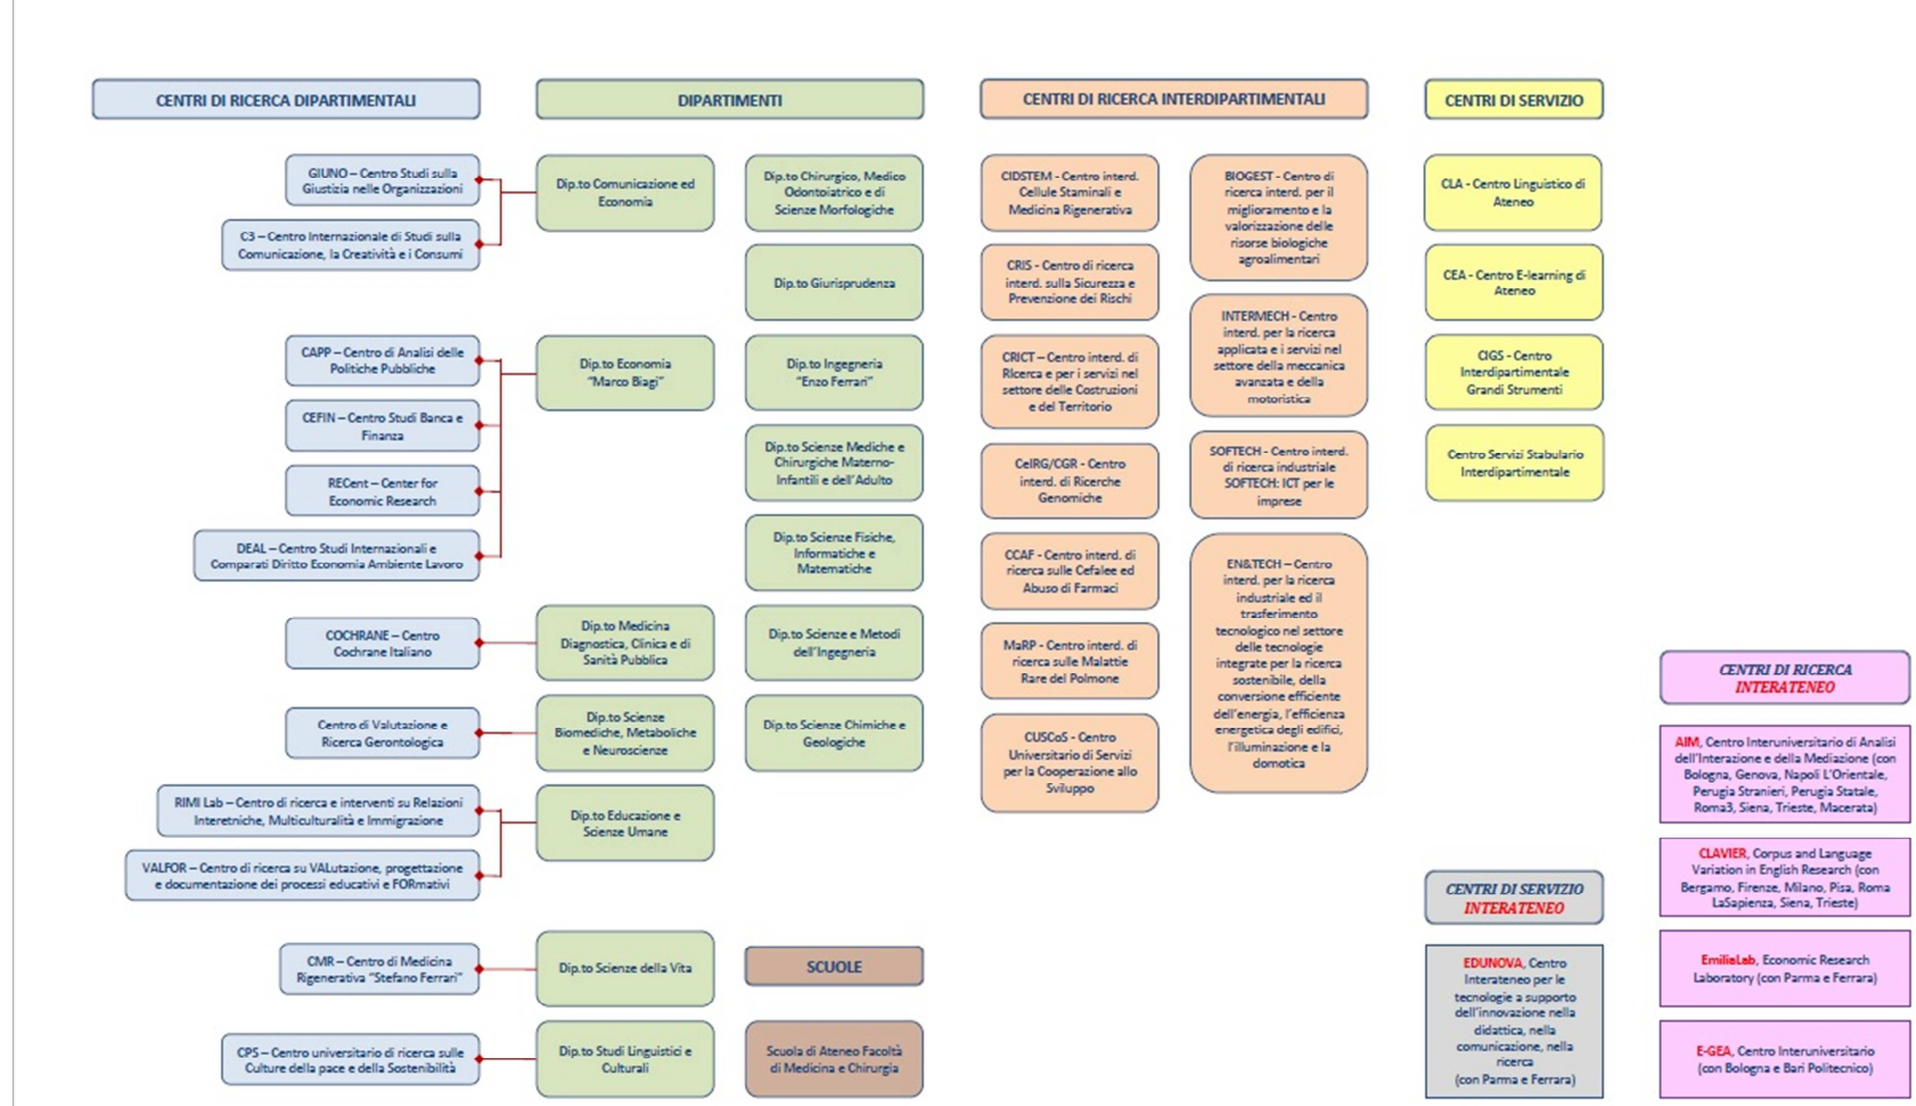 CENTRI DI RICERCA DIPARTIMENTALI
GIUNO – Centro Studi sulla
Giustizia nelle Organizzazioni
C3 – Centro Internazionale di Studi sulla
Comunicazione, la Creatività e i Consumi
CAPP – Centro di Analisi delle
Politiche Pubbliche
CEFIN – Centro Studi Banca e
Finanza
RECent – Center for
Economic Research
DEAL – Centro Studi Internazionali e
Comparati Diritto Economia Ambiente Lavoro
COCHRANE – Centro
Cochrane Italiano
Centro di Valutazione e
Ricerca Gerontologica
RIMI Lab – Centro di ricerca e interventi su Relazioni
Interetniche, Multiculturalità e Immigrazione
VALFOR – Centro di ricerca su VALutazione, progettazione
e documentazione dei processi educativi e FORmativi
CMR – Centro di Medicina
Rigenerativa "Stefano Ferrari"
CPS – Centro universitario di ricerca sulle
Culture della pace e della Sostenibilità
DIPARTIMENTI
Dip.to Comunicazione ed
Economia
Dip.to Economia
"Marco Biagi"
Dip.to Medicina
Diagnostica, Clinica e di
Sanità Pubblica
Dip.to Scienze
Biomediche, Metaboliche
e Neuroscienze
Dip.to Educazione e
Scienze Umane
Dip.to Scienze della Vita
Dip.to Studi Linguistici e
Culturali
Dip.to Chirurgico, Medico
Odontoiatrico e di
Scienze Morfologiche
Dip.to Giurisprudenza
Dip.to Ingegneria
"Enzo Ferrari"
Dip.to Scienze Mediche e
Chirurgiche Materno-
Infantili e dell'Adulto
Dip.to Scienze Fisiche,
Informatiche e
Matematiche
Dip.to Scienze e Metodi
dell'Ingegneria
Dip.to Scienze Chimiche e
Geologiche
SCUOLE
Scuola di Ateneo Facoltà
di Medicina e Chirurgia
CENTRI DI RICERCA INTERDIPARTIMENTALI
CIDSTEM - Centro interd.
Cellule Staminali e
Medicina Rigenerativa
CRIS - Centro di ricerca
interd. sulla Sicurezza e
Prevenzione dei Rischi
CRICT – Centro interd. di
RIcerca e per i servizi nel
settore delle Costruzioni
e del Territorio
CeIRG/CGR - Centro
interd. di Ricerche
Genomiche
CCAF - Centro interd. di
ricerca sulle Cefalee ed
Abuso di Farmaci
MaRP - Centro interd. di
ricerca sulle Malattie
Rare del Polmone
CUSCoS - Centro
Universitario di Servizi
per la Cooperazione allo
Sviluppo
BIOGEST - Centro di
ricerca interd. per il
miglioramento e la
valorizzazione delle
risorse biologiche
agroalimentari
INTERMECH - Centro
interd. per la ricerca
applicata e i servizi nel
settore della meccanica
avanzata e della
motoristica
SOFTECH - Centro interd.
di ricerca industriale
SOFTECH: ICT per le
imprese
EN&TECH – Centro
interd. per la ricerca
industriale ed il
trasferimento
tecnologico nel settore
delle tecnologie
integrate per la ricerca
sostenibile, della
conversione efficiente
dell'energia, l'efficienza
energetica degli edifici,
l'illuminazione e la
domotica
CENTRI DI SERVIZIO
CLA - Centro Linguistico di
Ateneo
CEA - Centro E-learning di
Ateneo
CIGS - Centro
Interdipartimentale
Grandi Strumenti
Centro Servizi Stabulario
Interdipartimentale
CENTRI DI SERVIZIO
INTERATENEO
EDUNOVA, Centro
Interateneo per le
tecnologie a supporto
dell'innovazione nella
didattica, nella
comunicazione, nella
ricerca
(con Parma e Ferrara)
CENTRI DI RICERCA
INTERATENEO
AIM, Centro Interuniversitario di Analisi
dell'Interazione e della Mediazione (con
Bologna, Genova, Napoli L'Orientale,
Perugia Stranieri, Perugia Statale,
Roma3, Siena, Trieste, Macerata)
CLAVIER, Corpus and Language
Variation in English Research (con
Bergamo, Firenze, Milano, Pisa, Roma
LaSapienza, Siena, Trieste)
EmiliaLab, Economic Research
Laboratory (con Parma e Ferrara)
E-GEA, Centro Interuniversitario
(con Bologna e Bari Politecnico)